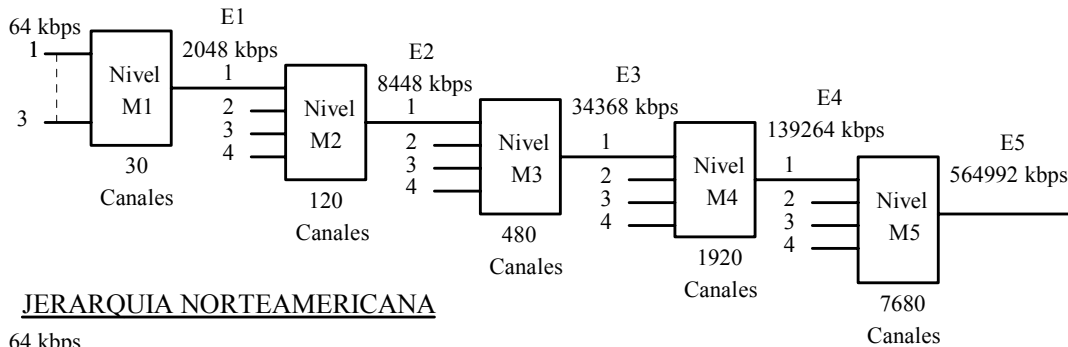 64 kbps
1
3
Nivel
M1
30
Canales
E1
2048 kbps
1
2
3
4
Nivel
M2
120
Canales
E2
8448 kbps
1
2
3
4
Nivel
M3
480
Canales
E3
34368 kbps
1
2
3
4
Nivel
M4
1920
Canales
E4
139264 kbps
1
2
3
4
Nivel
M5
7680
Canales
E5
564992 kbps
JERARQUIA NORTEAMERICANA
64 kbps